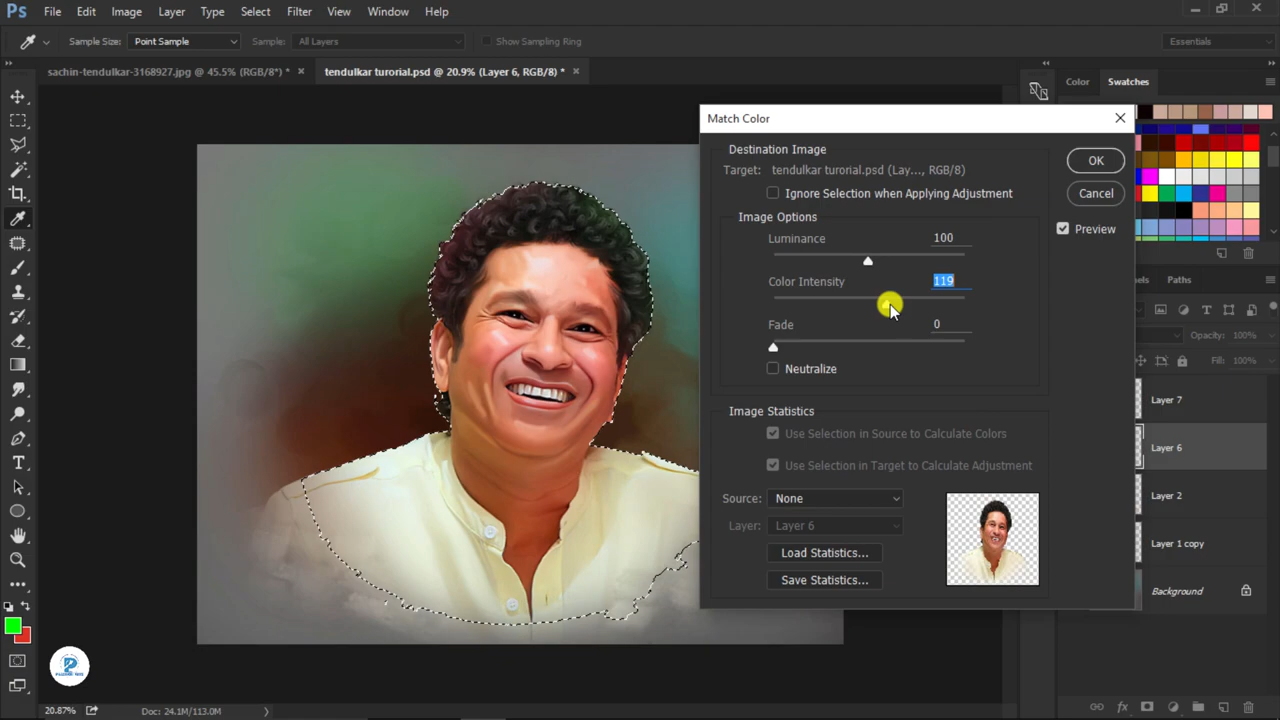 Ps File Edit Image Layer Type Select Filter View Window Help
Sample Size: Point Sample Sample: All Layers Show Sampling Ring Essentials
sachin-tendulkar-3168927.jpg @ 45.5% (RGB/8*) * × tendulkar turorial.psd @ 20.9% (Layer 6, RGB/8) * ×
Color Swatches
Match Color
Destination Image
Target: tendulkar turorial.psd (Lay..., RGB/8)
OK
Ignore Selection when Applying Adjustment
Cancel
Image Options
Preview
Luminance 100
Color Intensity 119
Fade 0
Neutralize
Image Statistics
Use Selection in Source to Calculate Colors
Use Selection in Target to Calculate Adjustment
Source: None
Layer: Layer 6
Load Statistics...
Save Statistics...
nels Paths
Opacity: 100%
Fill: 100%
Layer 7
Layer 6
Layer 2
Layer 1 copy
Background
20.87% Doc: 24.1M/113.0M